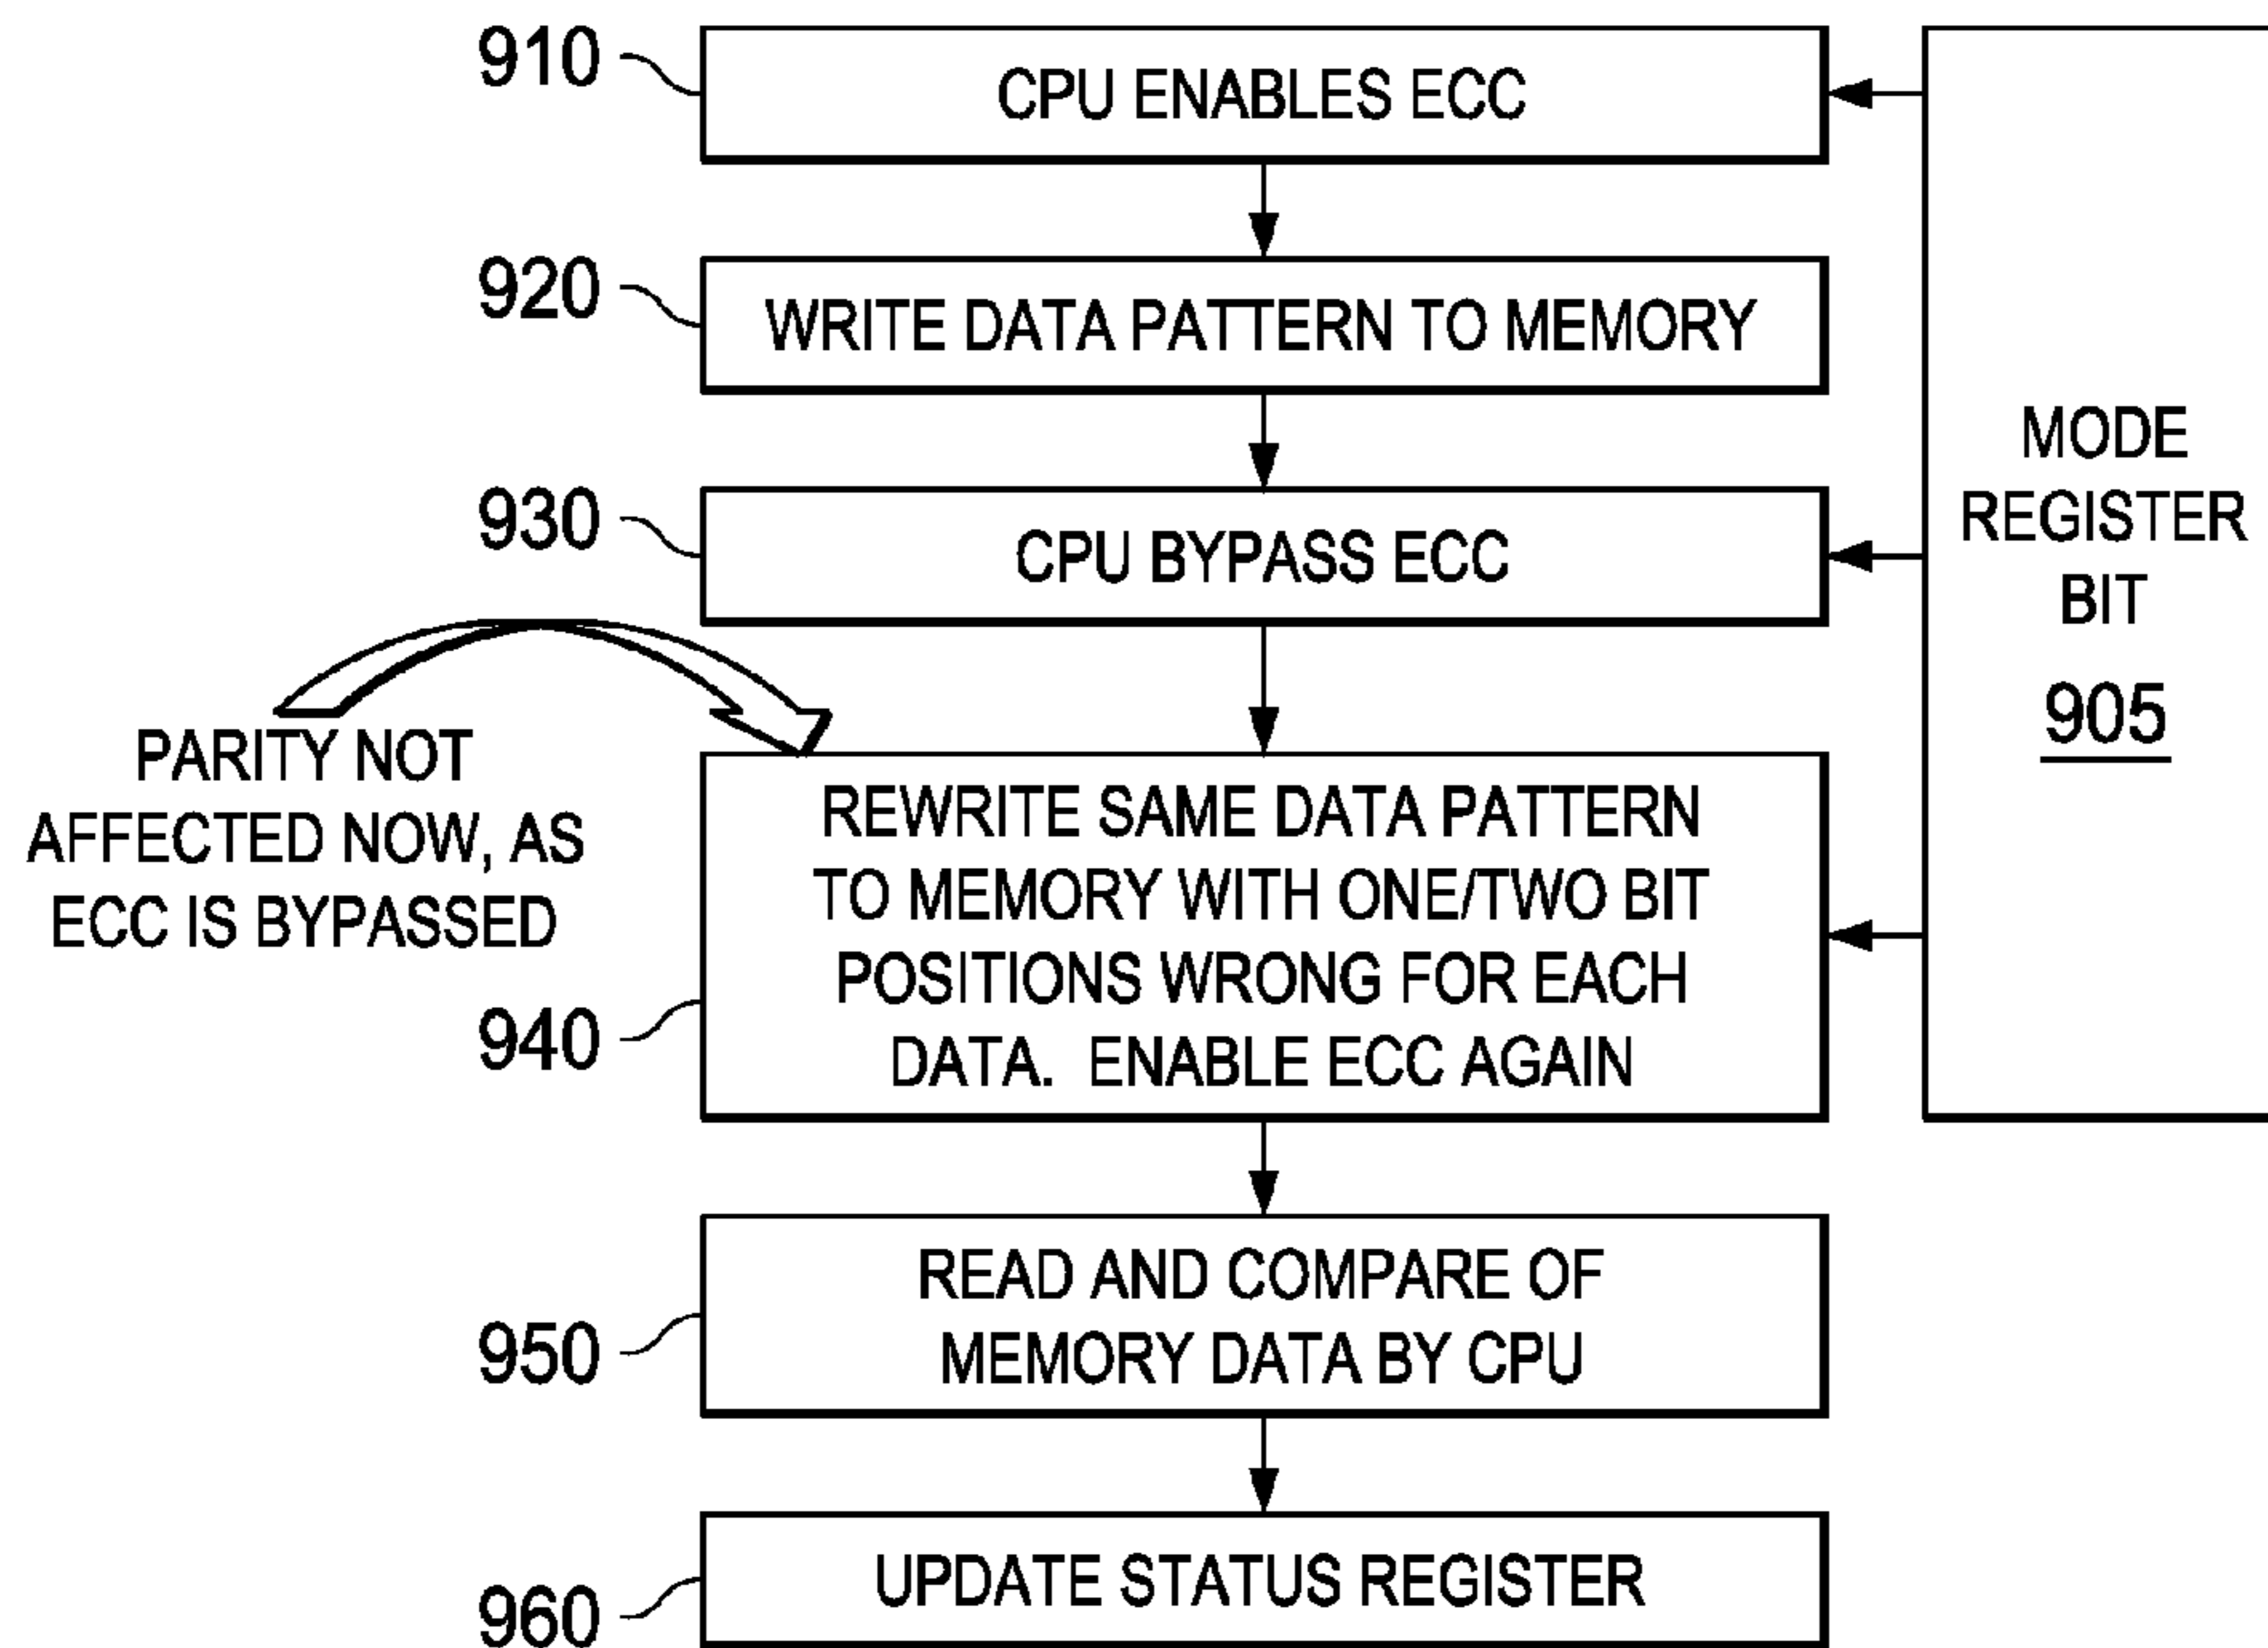 910
CPU ENABLES ECC
920
WRITE DATA PATTERN TO MEMORY
930
CPU BYPASS ECC
MODE
REGISTER
BIT
905
PARITY NOT
AFFECTED NOW, AS
ECC IS BYPASSED
940
REWRITE SAME DATA PATTERN
TO MEMORY WITH ONE/TWO BIT
POSITIONS WRONG FOR EACH
DATA. ENABLE ECC AGAIN
950
READ AND COMPARE OF
MEMORY DATA BY CPU
960
UPDATE STATUS REGISTER